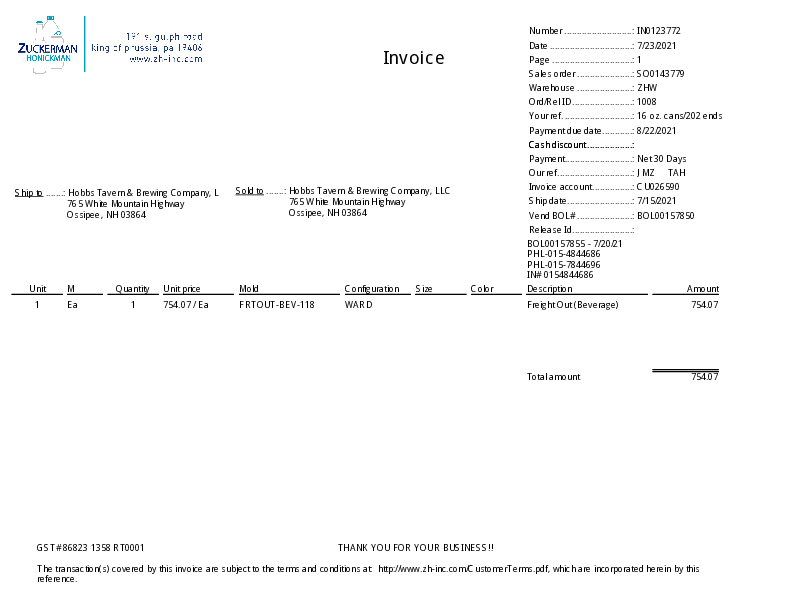 ZUCKERMAN
HONICKMAN
191 s. gulph road
king of prussia, pa 19406
www.zh-inc.com
Invoice
Number ..........................: IN0123772
Date ................................: 7/23/2021
Page ...............................: 1
Sales order ......................: SO0143779
Warehouse ......................: ZHW
Ord/Rel ID........................: 1008
Your ref............................: 16 oz. cans/202 ends
Payment due date............: 8/22/2021
Cash discount..................:
Payment..........................: Net 30 Days
Our ref.............................: JMZ TAH
Invoice account................: CU026590
Ship date.........................: 7/15/2021
Vend BOL#......................: BOL00157850
Release Id........................:
BOL00157855 - 7/20/21
PHL-015-4844686
PHL-015-7844696
IN# 0154844686
Ship to .......: Hobbs Tavern & Brewing Company, L
765 White Mountain Highway
Ossipee, NH 03864
Sold to ........: Hobbs Tavern & Brewing Company, LLC
765 White Mountain Highway
Ossipee, NH 03864
Unit M Quantity Unit price Mold Configuration Size Color Description Amount
1 Ea 1 754.07 / Ea FRTOUT-BEV-118 WARD Freight Out (Beverage) 754.07
Total amount 754.07
GST # 86823 1358 RT0001 THANK YOU FOR YOUR BUSINESS!!
The transaction(s) covered by this invoice are subject to the terms and conditions at: http://www.zh-inc.com/CustomerTerms.pdf, which are incorporated herein by this
reference.